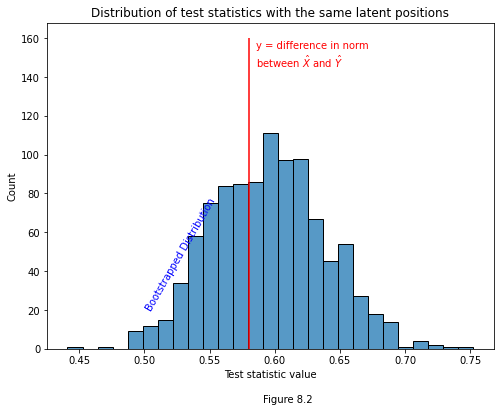 Distribution of test statistics with the same latent positions
160
140
120
100
80
60
40
20
0
Count
y = difference in norm
between X̂ and Ŷ
Bootstrapped Distribution
0.45 0.50 0.55 0.60 0.65 0.70 0.75
Test statistic value
Figure 8.2